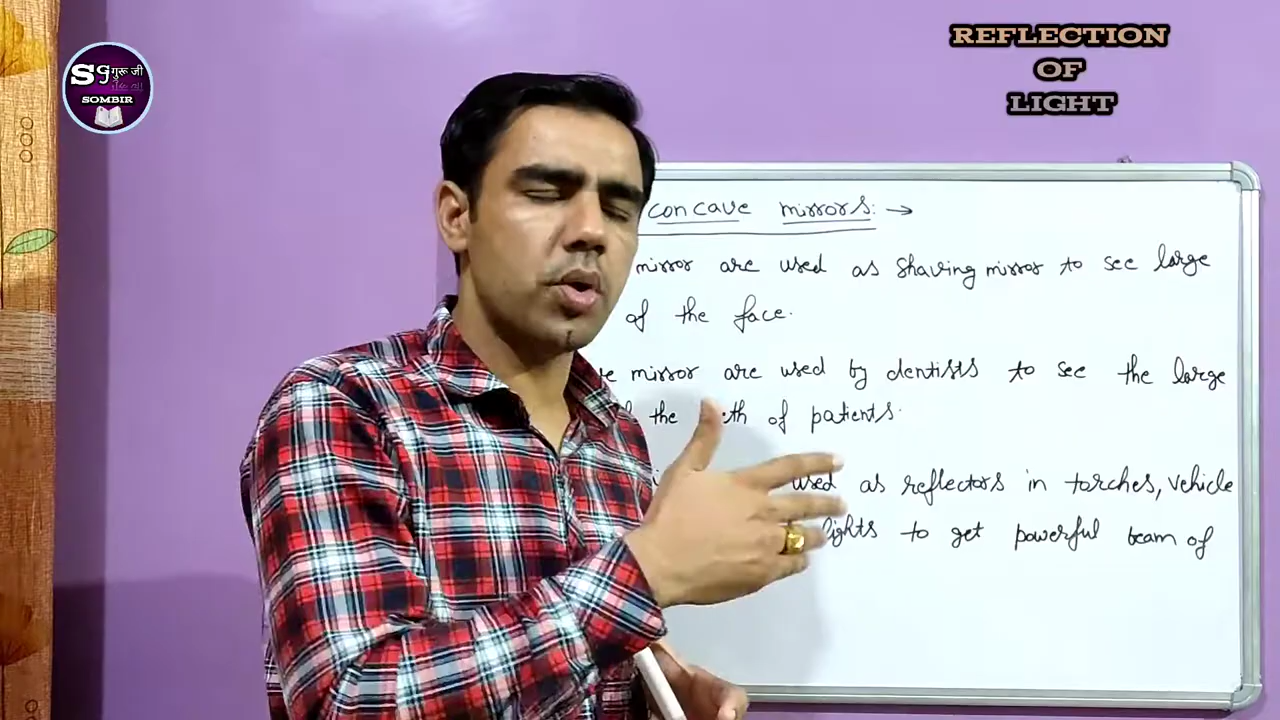 SG गुरू जी
SOMBIR
REFLECTION
OF
LIGHT
concave mirrors: →
mirror are used as shaving mirror to see large
of the face.
mirror are used by dentists to see the large
the teeth of patients.
used as reflectors in torches, vehicle
lights to get powerful beam of